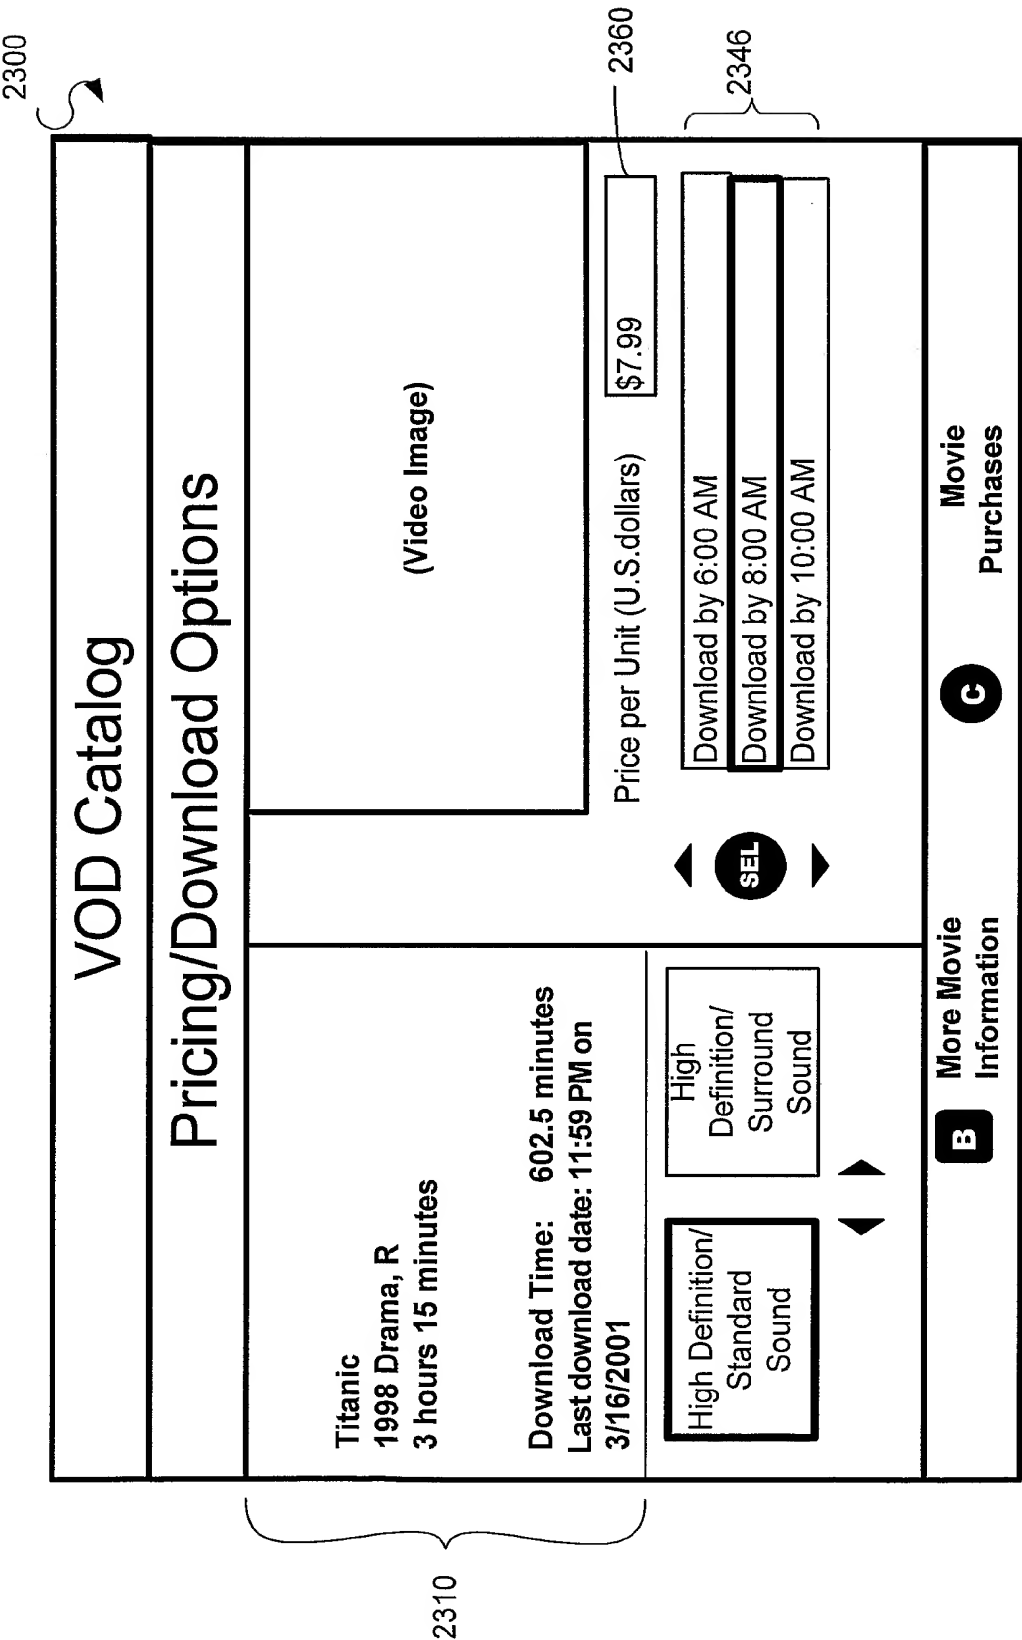 2300
VOD Catalog
Pricing/Download Options
2310
Titanic
1998 Drama, R
3 hours 15 minutes
Download Time: 602.5 minutes
Last download date: 11:59 PM on
3/16/2001
(Video Image)
Price per Unit (U.S.dollars)
$7.99
2360
High Definition/
Standard
Sound
High
Definition/
Surround
Sound
SEL
Download by 6:00 AM
Download by 8:00 AM
Download by 10:00 AM
2346
B
More Movie
Information
C
Movie
Purchases